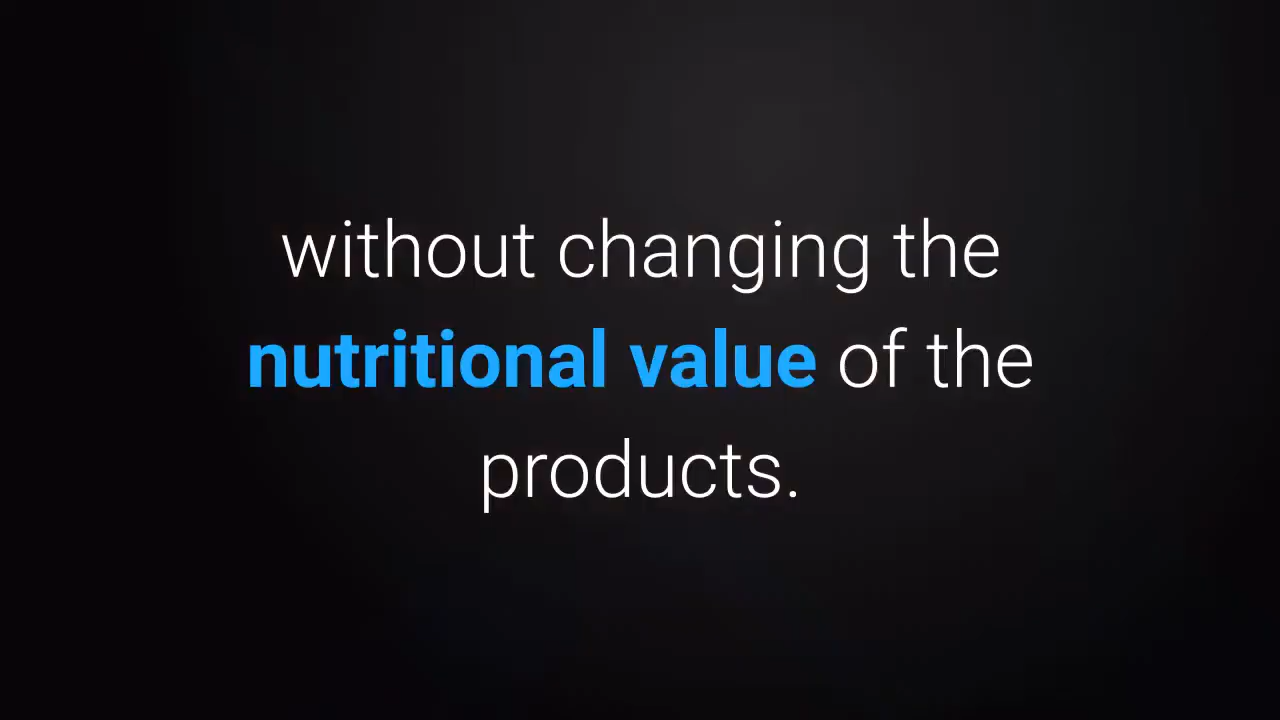 without changing the
nutritional value of the
products.